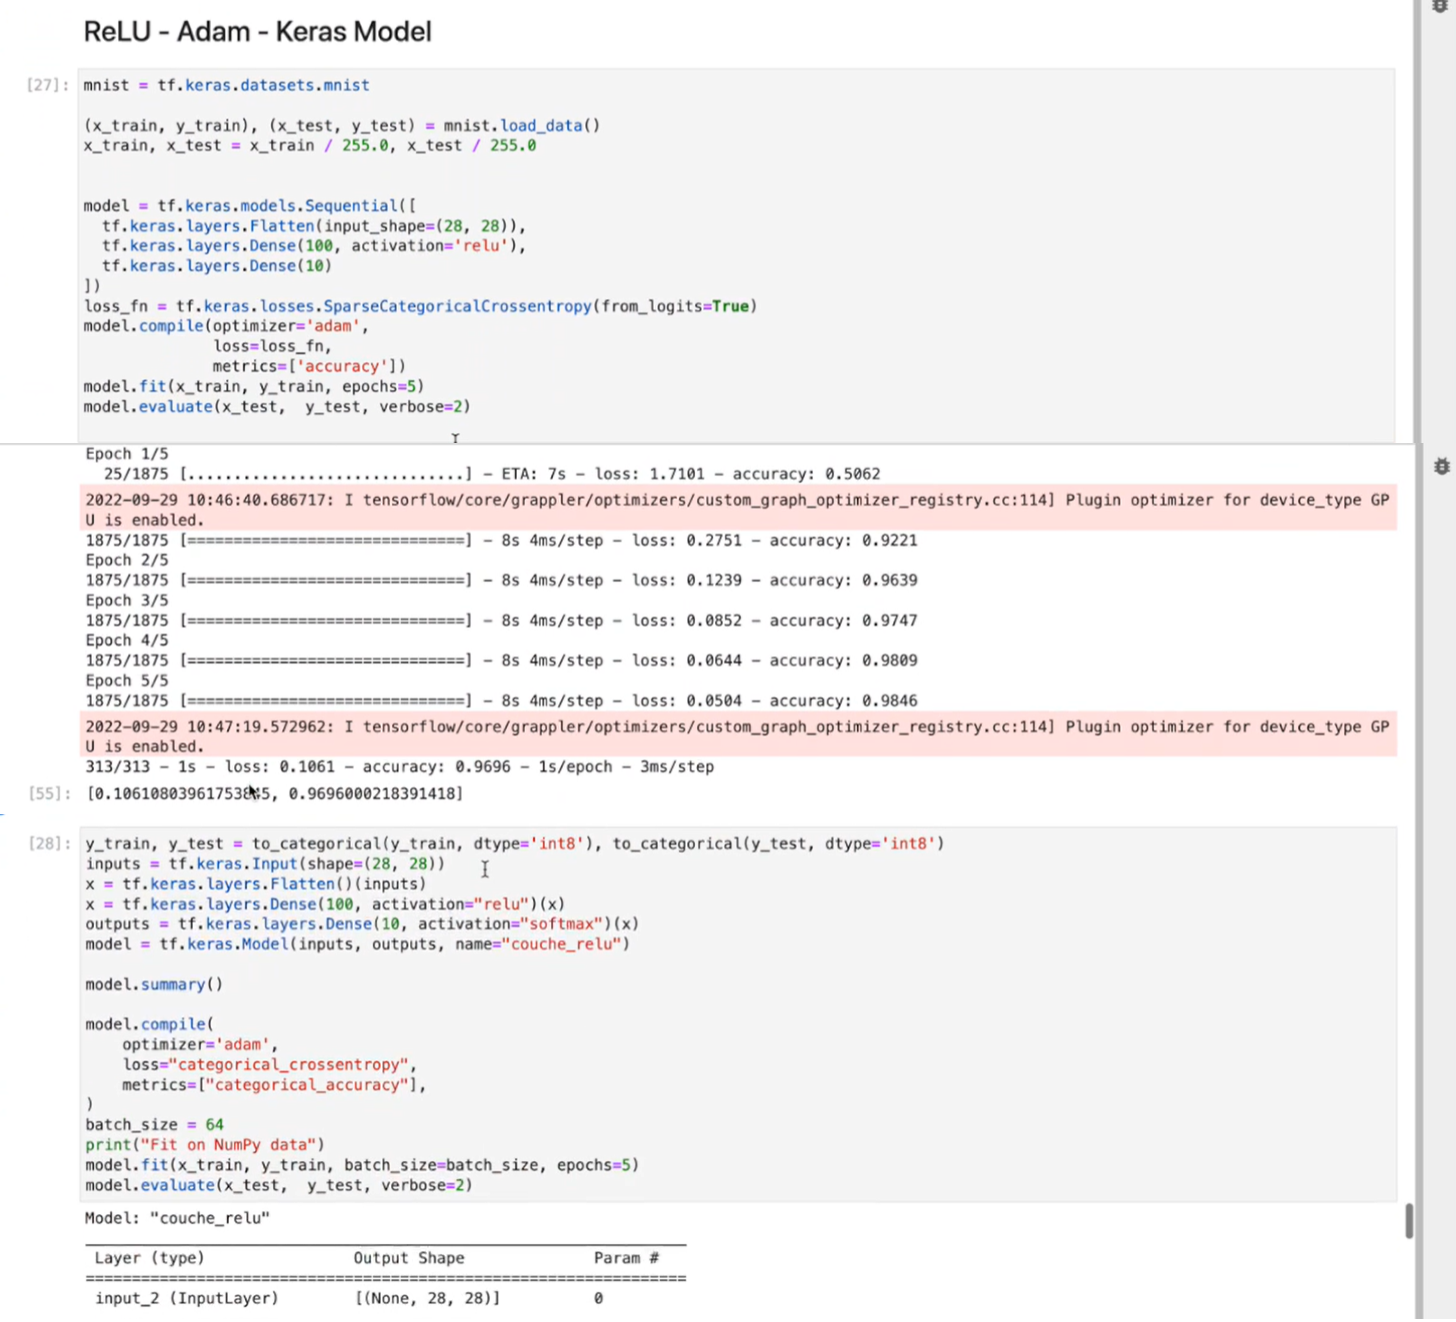 ReLU - Adam - Keras Model
[27]: mnist = tf.keras.datasets.mnist
(x_train, y_train), (x_test, y_test) = mnist.load_data()
x_train, x_test = x_train / 255.0, x_test / 255.0
model = tf.keras.models.Sequential([
  tf.keras.layers.Flatten(input_shape=(28, 28)),
  tf.keras.layers.Dense(100, activation='relu'),
  tf.keras.layers.Dense(10)
])
loss_fn = tf.keras.losses.SparseCategoricalCrossentropy(from_logits=True)
model.compile(optimizer='adam',
              loss=loss_fn,
              metrics=['accuracy'])
model.fit(x_train, y_train, epochs=5)
model.evaluate(x_test,  y_test, verbose=2)
Epoch 1/5
  25/1875 [..............................] - ETA: 7s - loss: 1.7101 - accuracy: 0.5062
2022-09-29 10:46:40.686717: I tensorflow/core/grappler/optimizers/custom_graph_optimizer_registry.cc:114] Plugin optimizer for device_type GP
U is enabled.
1875/1875 [==============================] - 8s 4ms/step - loss: 0.2751 - accuracy: 0.9221
Epoch 2/5
1875/1875 [==============================] - 8s 4ms/step - loss: 0.1239 - accuracy: 0.9639
Epoch 3/5
1875/1875 [==============================] - 8s 4ms/step - loss: 0.0852 - accuracy: 0.9747
Epoch 4/5
1875/1875 [==============================] - 8s 4ms/step - loss: 0.0644 - accuracy: 0.9809
Epoch 5/5
1875/1875 [==============================] - 8s 4ms/step - loss: 0.0504 - accuracy: 0.9846
2022-09-29 10:47:19.572962: I tensorflow/core/grappler/optimizers/custom_graph_optimizer_registry.cc:114] Plugin optimizer for device_type GP
U is enabled.
313/313 - 1s - loss: 0.1061 - accuracy: 0.9696 - 1s/epoch - 3ms/step
[55]: 0.9696000218391418]
[28]: y_train, y_test = to_categorical(y_train, dtype='int8'), to_categorical(y_test, dtype='int8')
inputs = tf.keras.Input(shape=(28, 28))
x = tf.keras.layers.Flatten()(inputs)
x = tf.keras.layers.Dense(100, activation="relu")(x)
outputs = tf.keras.layers.Dense(10, activation="softmax")(x)
model = tf.keras.Model(inputs, outputs, name="couche_relu")
model.summary()
model.compile(
    optimizer='adam',
    loss="categorical_crossentropy",
    metrics=["categorical_accuracy"],
)
batch_size = 64
print("Fit on NumPy data")
model.fit(x_train, y_train, batch_size=batch_size, epochs=5)
model.evaluate(x_test,  y_test, verbose=2)
Model: "couche_relu"
Layer (type) Output Shape Param #
=================================================================
input_2 (InputLayer) [(None, 28, 28)] 0